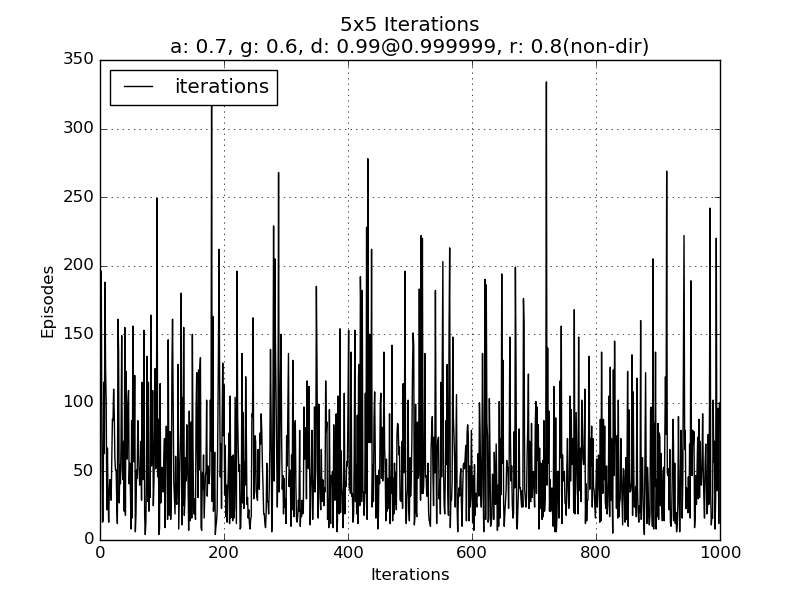 5x5 Iterations
a: 0.7, g: 0.6, d: 0.99@0.999999, r: 0.8(non-dir)
350
iterations
300
250
200
Episodes
150
100
50
0
0 200 400 600 800 1000
Iterations